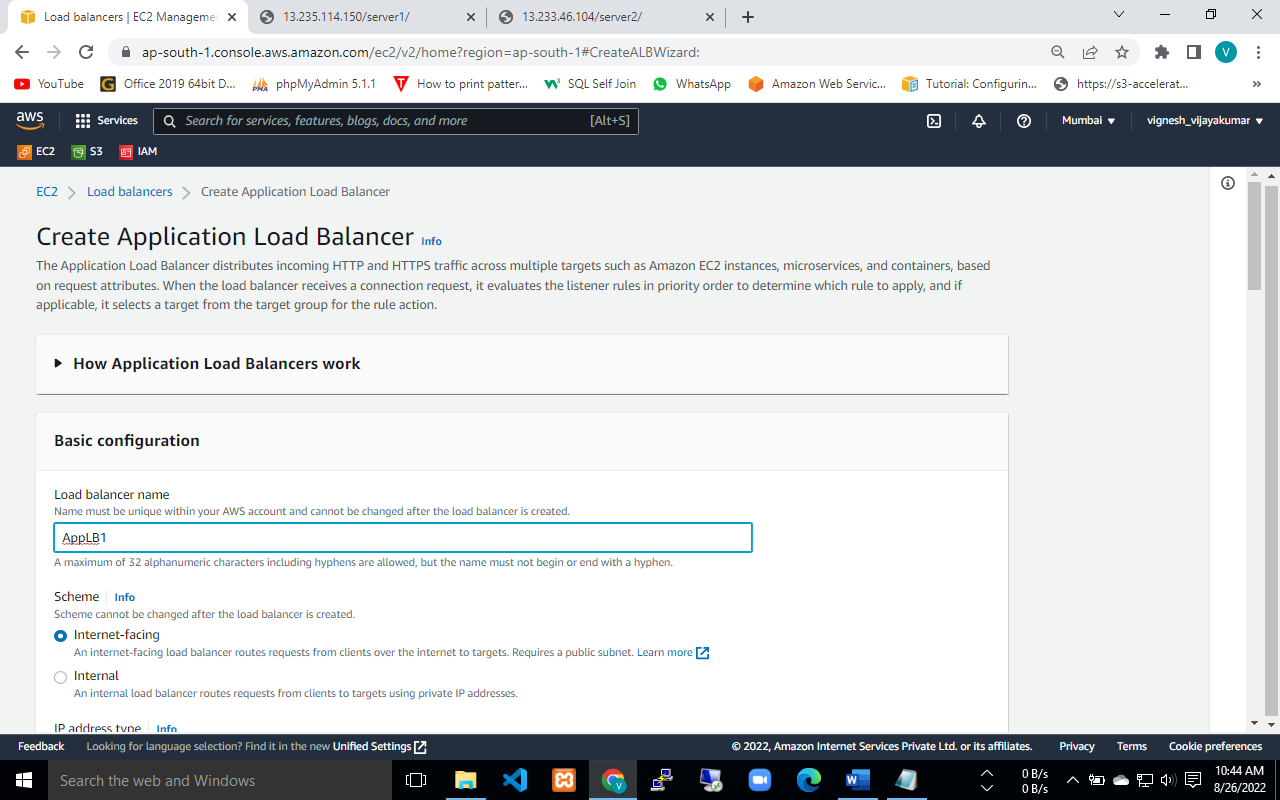 Load balancers | EC2 Manageme
13.235.114.150/server1/
13.233.46.104/server2/
ap-south-1.console.aws.amazon.com/ec2/v2/home?region=ap-south-1#CreateALBWizard:
V
YouTube
Office 2019 64bit D...
phpMyAdmin 5.1.1
How to print patter...
SQL Self Join
WhatsApp
Amazon Web Servic...
Tutorial: Configurin...
https://s3-accelerat...
»
aws
Services
Search for services, features, blogs, docs, and more
[Alt+S]
Mumbai
vignesh_vijayakumar
EC2
S3
IAM
EC2
Load balancers
Create Application Load Balancer
Create Application Load Balancer Info
The Application Load Balancer distributes incoming HTTP and HTTPS traffic across multiple targets such as Amazon EC2 instances, microservices, and containers, based
on request attributes. When the load balancer receives a connection request, it evaluates the listener rules in priority order to determine which rule to apply, and if
applicable, it selects a target from the target group for the rule action.
How Application Load Balancers work
Basic configuration
Load balancer name
Name must be unique within your AWS account and cannot be changed after the load balancer is created.
AppLB1
A maximum of 32 alphanumeric characters including hyphens are allowed, but the name must not begin or end with a hyphen.
Scheme Info
Scheme cannot be changed after the load balancer is created.
Internet-facing
An internet-facing load balancer routes requests from clients over the internet to targets. Requires a public subnet. Learn more
Internal
An internal load balancer routes requests from clients to targets using private IP addresses.
IP address type Info
Feedback
Looking for language selection? Find it in the new Unified Settings
© 2022, Amazon Internet Services Private Ltd. or its affiliates.
Privacy
Terms
Cookie preferences
Search the web and Windows
0 B/s
0 B/s
10:44 AM
8/26/2022